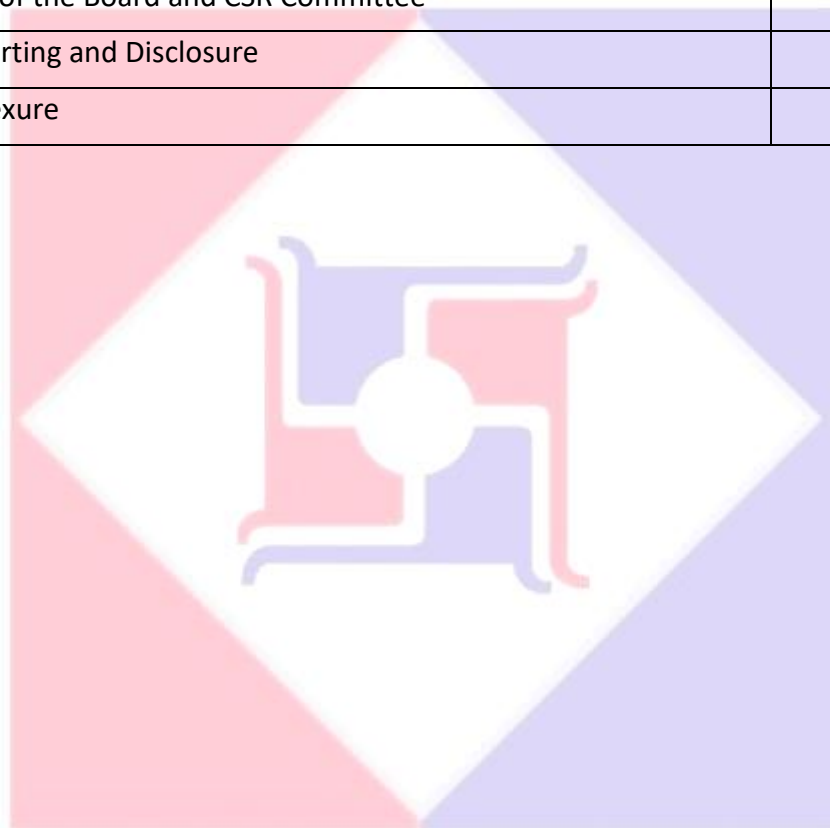 of the Board and CSR Committee
rting and Disclosure
xure